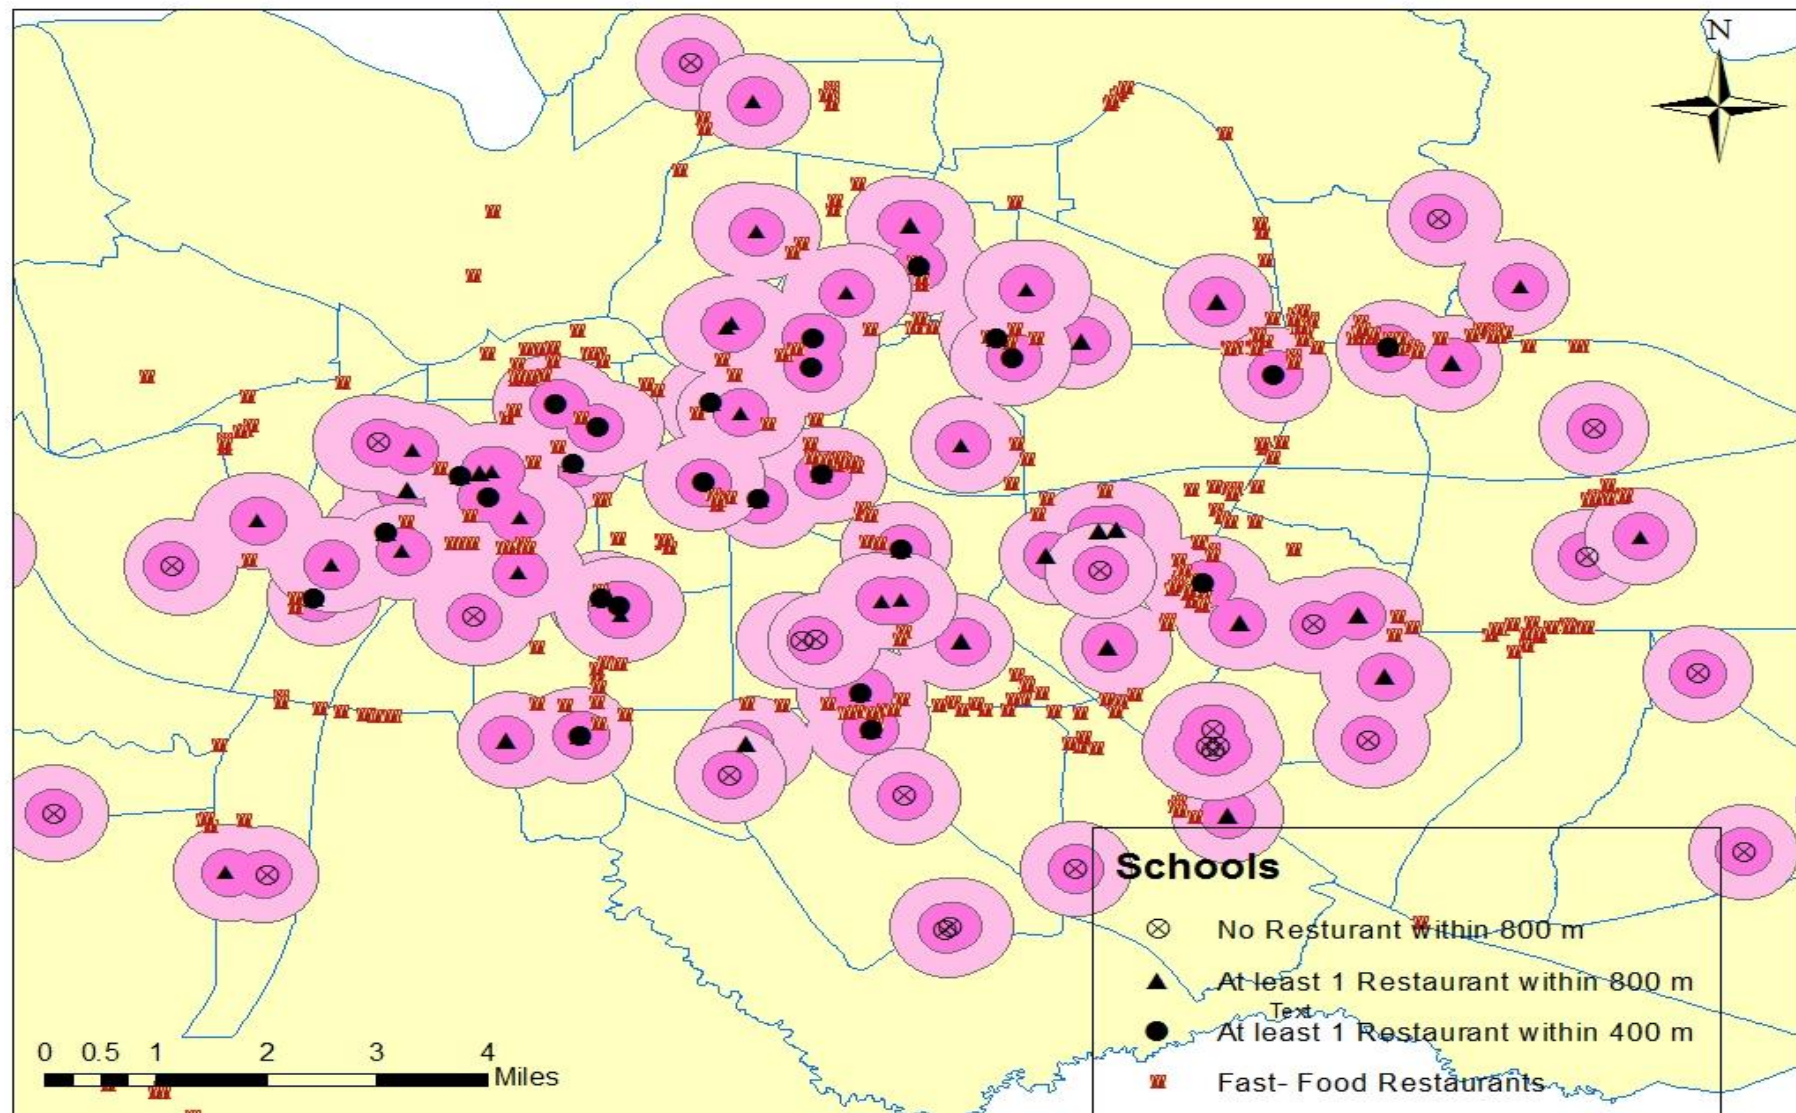 N
Schools
No Resturant within 800 m
At least 1 Restaurant within 800 m
Text
At least 1 Restaurant within 400 m
Fast- Food Restaurants
0 0.5 1 2 3 4
Miles